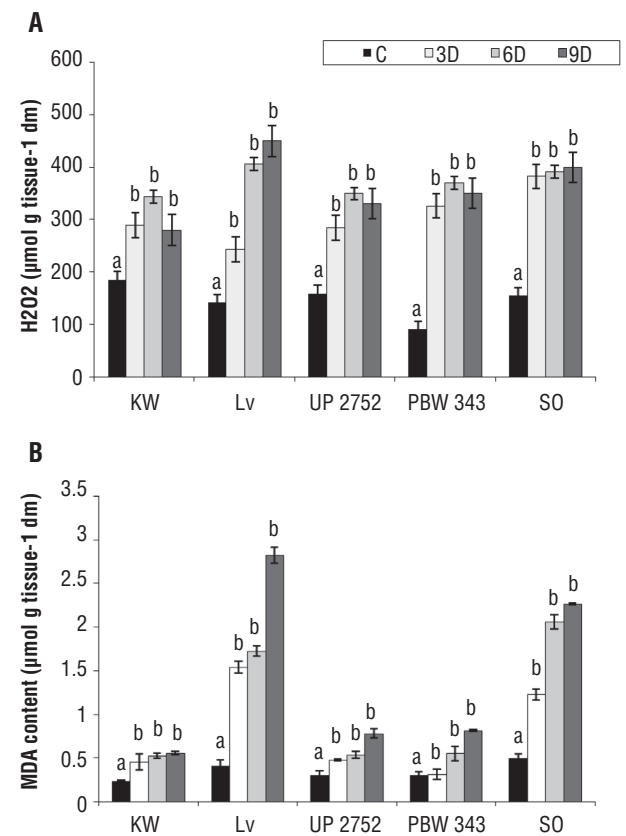 A
C 3D 6D 9D
H2O2 (µmol g tissue-1 dm)
600
500
400
300
200
100
0
a b b b
a b b b
a b b b
a b b b
a b b b
KW Lv UP 2752 PBW 343 SO
B
MDA content (µmol g tissue-1 dm)
3.5
3
2.5
2
1.5
1
0.5
0
a b b b
a b b b
a b b b
a b b b
a b b b
KW Lv UP 2752 PBW 343 SO